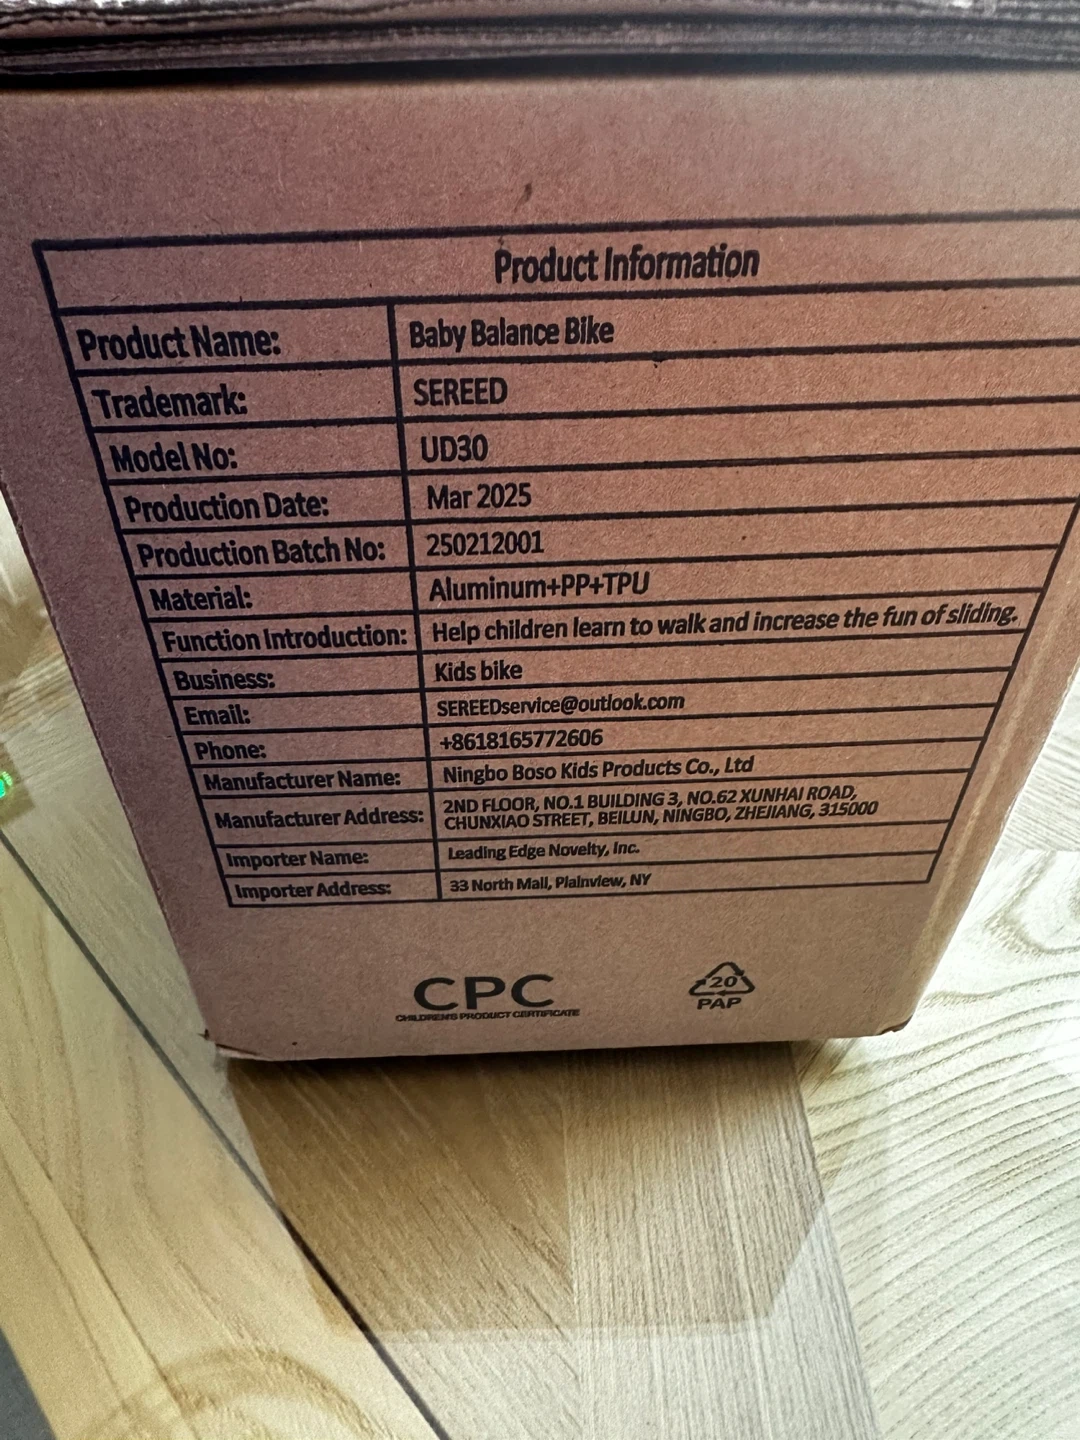 Product Information
Product Name: Baby Balance Bike
Trademark: SEREED
Model No: UD30
Production Date: Mar 2025
Production Batch No: 250212001
Material: Aluminum+PP+TPU
Function Introduction: Help children learn to walk and increase the fun of sliding.
Business: Kids bike
Email: SEREEDservice@outlook.com
Phone: +8618165772606
Manufacturer Name: Ningbo Boso Kids Products Co., Ltd
Manufacturer Address: 2ND FLOOR, NO.1 BUILDING 3, NO.62 XUNHAI ROAD,
CHUNXIAO STREET, BEILUN, NINGBO, ZHEJIANG, 315000
Importer Name: Leading Edge Novelty, Inc.
Importer Address: 33 North Mall, Plainview, NY
CPC
CHILDREN'S PRODUCT CERTIFICATE
20
PAP